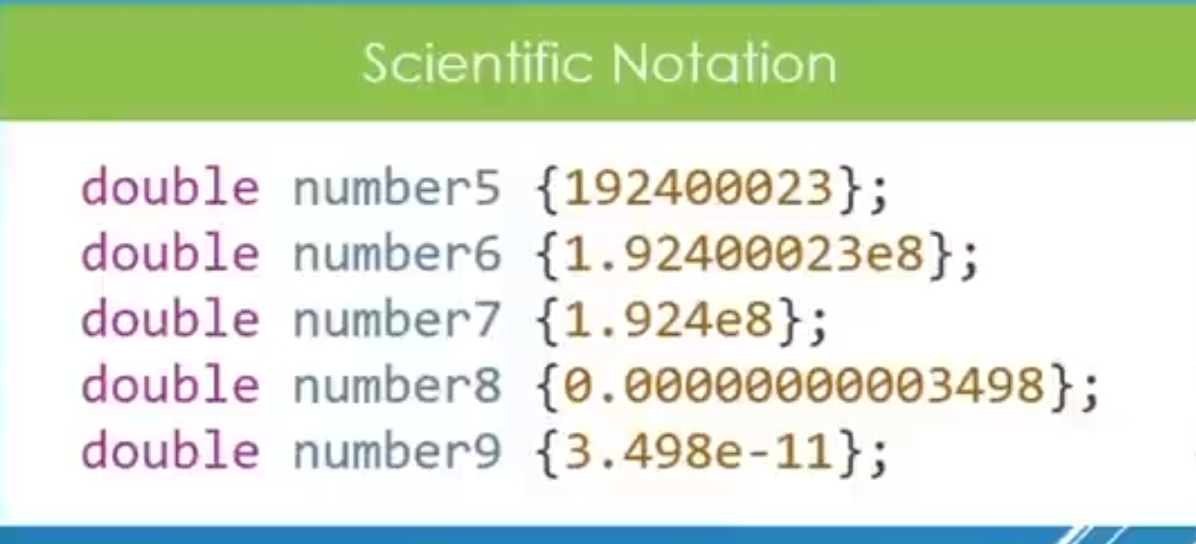 Scientific Notation
double number5 {192400023};
double number6 {1.92400023e8};
double number7 {1.924e8};
double number8 {0.00000000003498};
double number9 {3.498e-11};